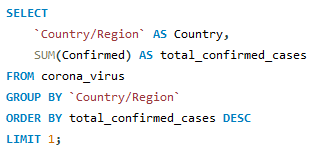 SELECT
    `Country/Region` AS Country,
    SUM(Confirmed) AS total_confirmed_cases
FROM corona_virus
GROUP BY `Country/Region`
ORDER BY total_confirmed_cases DESC
LIMIT 1;